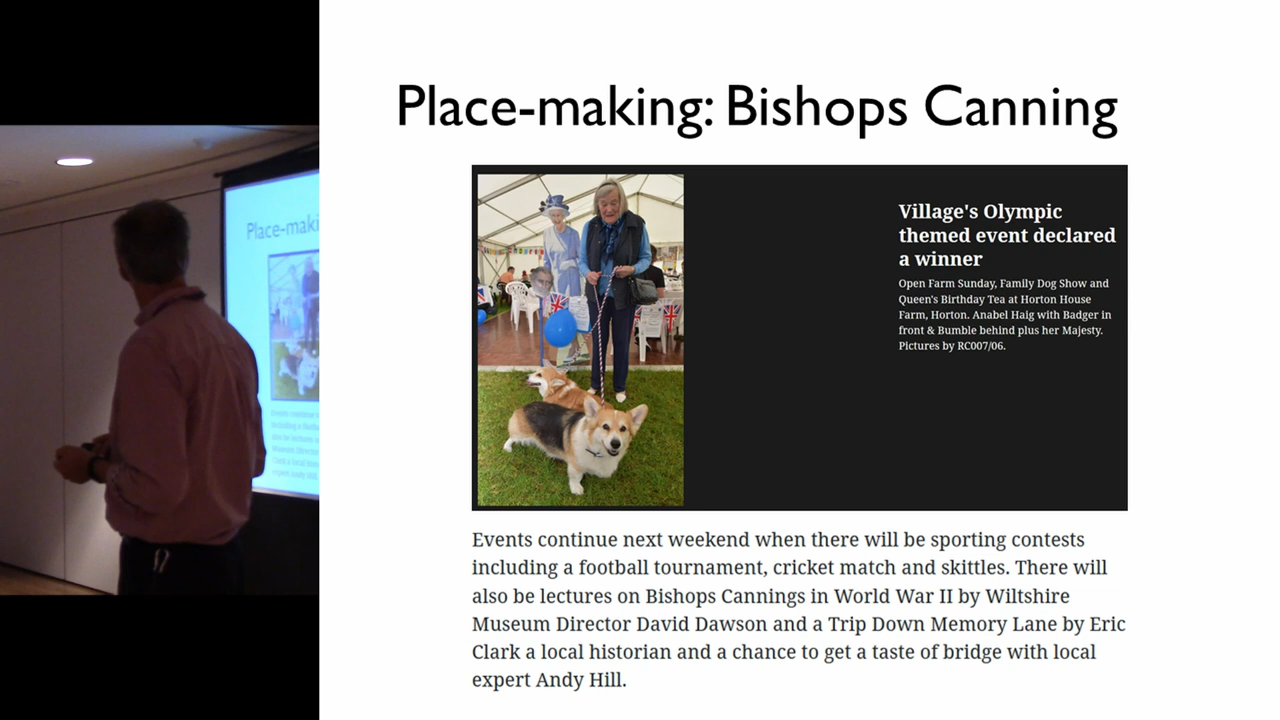 Place-making: Bishops Canning
Village's Olympic
themed event declared
a winner
Open Farm Sunday, Family Dog Show and
Queen's Birthday Tea at Horton House
Farm, Horton. Anabel Haig with Badger in
front & Bumble behind plus her Majesty.
Pictures by RC007/06.
Events continue next weekend when there will be sporting contests
including a football tournament, cricket match and skittles. There will
also be lectures on Bishops Cannings in World War II by Wiltshire
Museum Director David Dawson and a Trip Down Memory Lane by Eric
Clark a local historian and a chance to get a taste of bridge with local
expert Andy Hill.
Place-maki